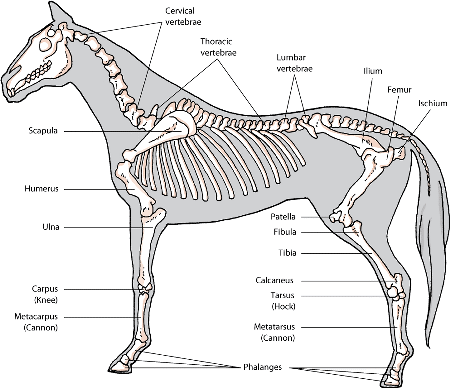 Cervical
vertebrae
Thoracic
vertebrae
Lumbar
vertebrae
Ilium
Femur
Ischium
Scapula
Humerus
Ulna
Patella
Fibula
Tibia
Carpus
(Knee)
Calcaneus
Tarsus
(Hock)
Metacarpus
(Cannon)
Metatarsus
(Cannon)
Phalanges